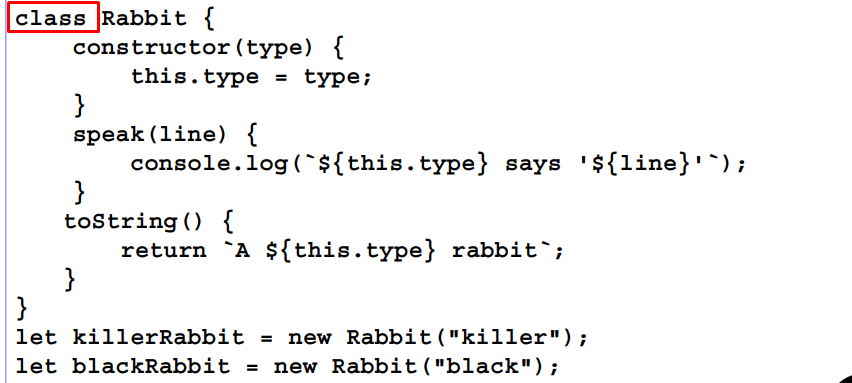 class Rabbit {
constructor(type) {
this.type = type;
}
speak(line) {
console.log(`${this.type} says '${line}'`);
}
toString() {
return `A ${this.type} rabbit`;
}
}
let killerRabbit = new Rabbit("killer");
let blackRabbit = new Rabbit("black");